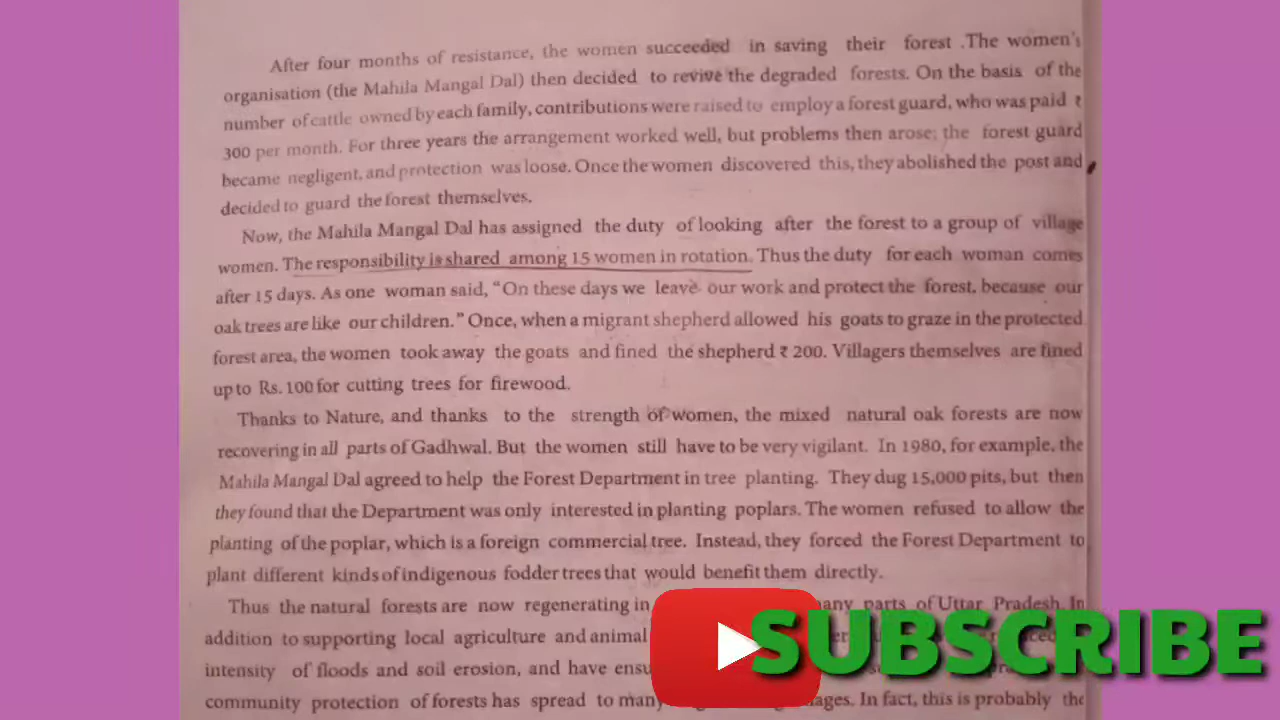 After four months of resistance, the women succeeded in saving their forest .The women's
organisation (the Mahila Mangal Dal) then decided to revive the degraded forests. On the basis of the
number of cattle owned by each family, contributions were raised to employ a forest guard, who was paid ₹
300 per month. For three years the arrangement worked well, but problems then arose; the forest guard
became negligent, and protection was loose. Once the women discovered this, they abolished the post and
decided to guard the forest themselves.
Now, the Mahila Mangal Dal has assigned the duty of looking after the forest to a group of village
women. The responsibility is shared among 15 women in rotation. Thus the duty for each woman comes
after 15 days. As one woman said, “On these days we leave our work and protect the forest, because our
oak trees are like our children.” Once, when a migrant shepherd allowed his goats to graze in the protected
forest area, the women took away the goats and fined the shepherd ₹ 200. Villagers themselves are fined
up to Rs. 100 for cutting trees for firewood.
Thanks to Nature, and thanks to the strength of women, the mixed natural oak forests are now
recovering in all parts of Gadhwal. But the women still have to be very vigilant. In 1980, for example, the
Mahila Mangal Dal agreed to help the Forest Department in tree planting. They dug 15,000 pits, but then
they found that the Department was only interested in planting poplars. The women refused to allow the
planting of the poplar, which is a foreign commercial tree. Instead, they forced the Forest Department to
plant different kinds of indigenous fodder trees that would benefit them directly.
Thus the natural forests are now regenerating in many parts of Uttar Pradesh. In
addition to supporting local agriculture and animal
intensity of floods and soil erosion, and have
community protection of forests has spread to many In fact, this is probably the
SUBSCRIBE